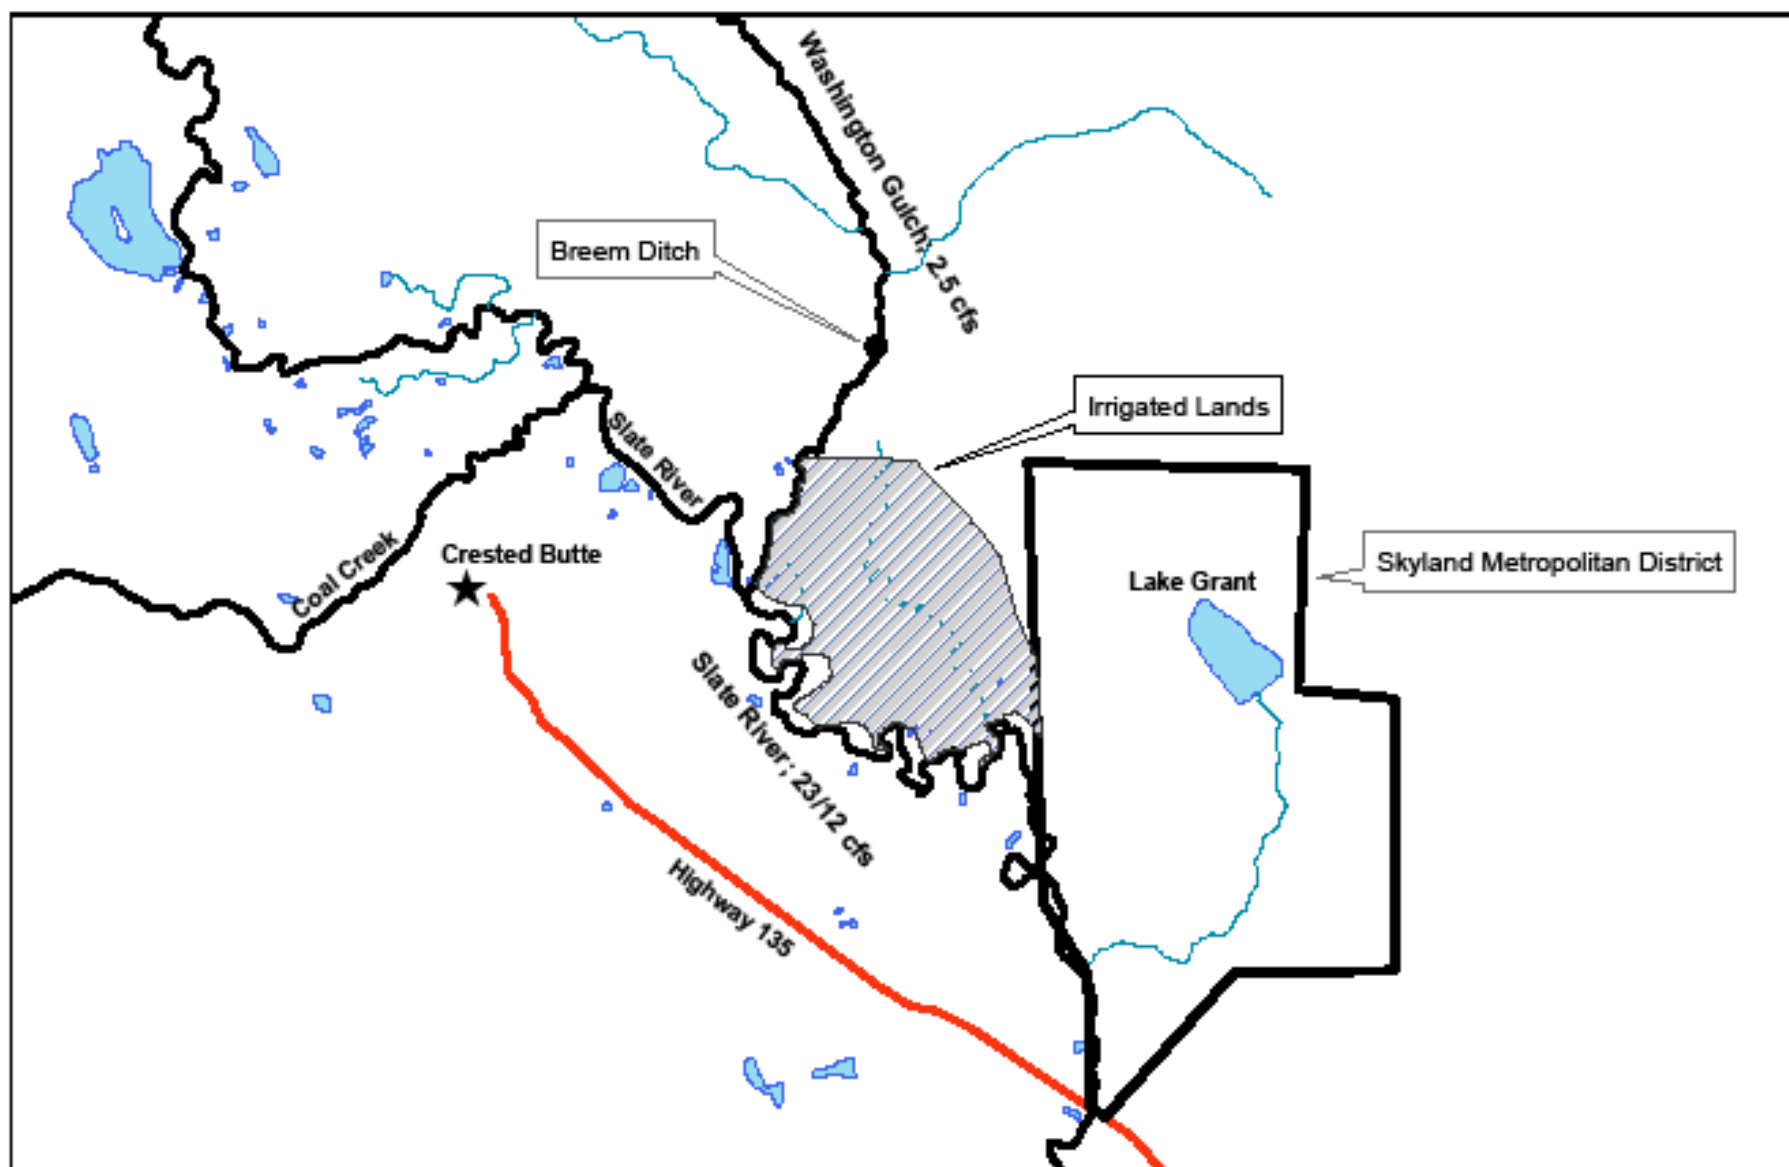 Washington Gulch; 2.5 cfs
Breem Ditch
Irrigated Lands
Slate River
Skyland Metropolitan District
Crested Butte
Coal Creek
Lake Grant
Slate River; 23/12 cfs
Highway 135